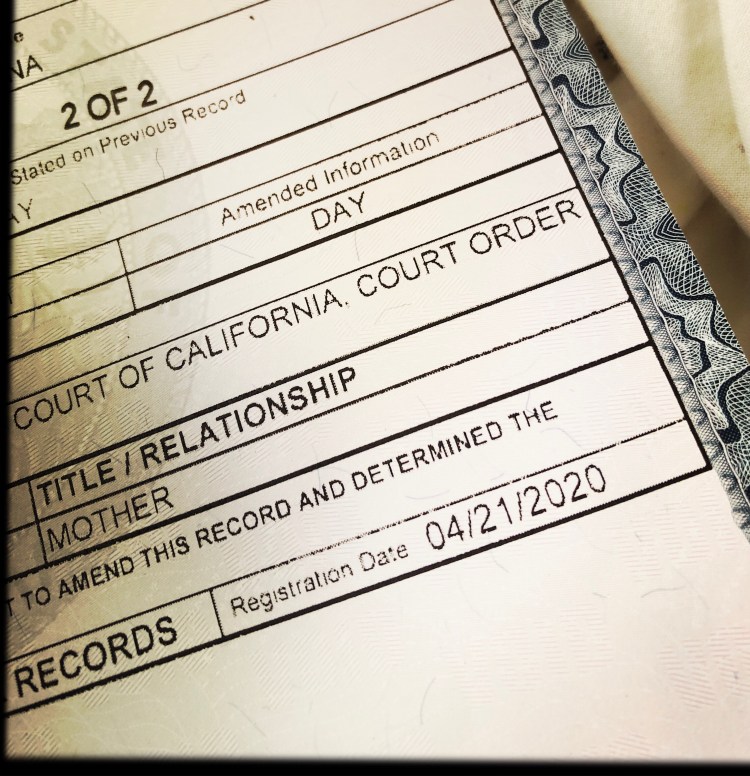 e
NA
2 OF 2
Stated on Previous Record
AY
Amended Information
DAY
COURT OF CALIFORNIA, COURT ORDER
TITLE / RELATIONSHIP
MOTHER
T TO AMEND THIS RECORD AND DETERMINED THE
RECORDS
Registration Date 04/21/2020